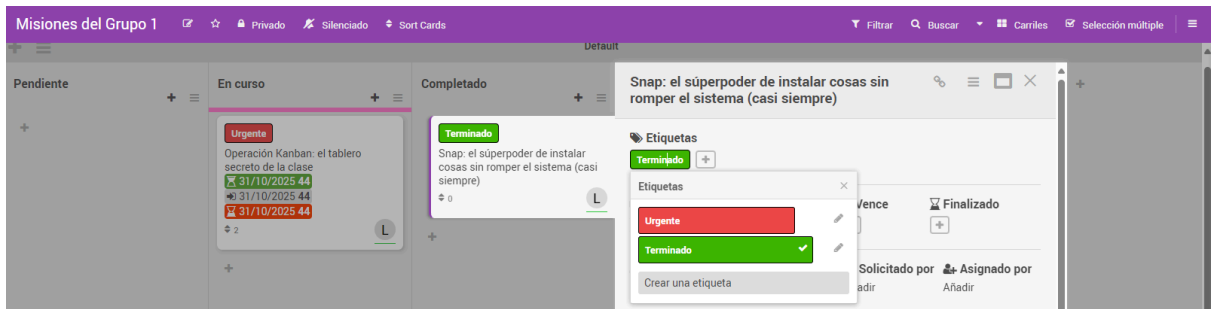 Misiones del Grupo 1 Privado Silenciado Sort Cards Filtrar Buscar Carriles Selección múltiple
Default
Pendiente
En curso
Urgente
Operación Kanban: el tablero
secreto de la clase
31/10/2025 44
31/10/2025 44
31/10/2025 44
2
L
Completado
Terminado
Snap: el súperpoder de instalar
cosas sin romper el sistema (casi
siempre)
0
L
Snap: el súperpoder de instalar cosas sin
romper el sistema (casi siempre)
Etiquetas
Terminado
Etiquetas
Urgente
Terminado
Crear una etiqueta
Vence Finalizado
Solicitado por Asignado por
adir Añadir